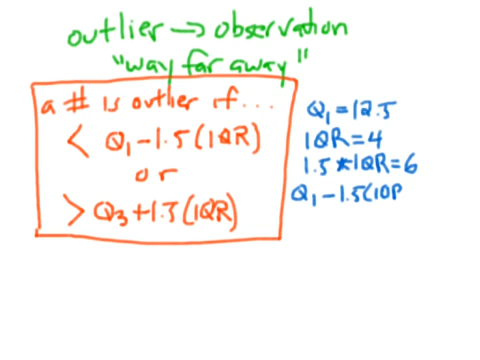 outlier → observation
"way far away"
a # is outlier if...
< Q₁ - 1.5(IQR)
or
> Q₃ + 1.5(IQR)
Q₁ = 12.5
IQR = 4
1.5 * IQR = 6
Q₁ - 1.5(IQR